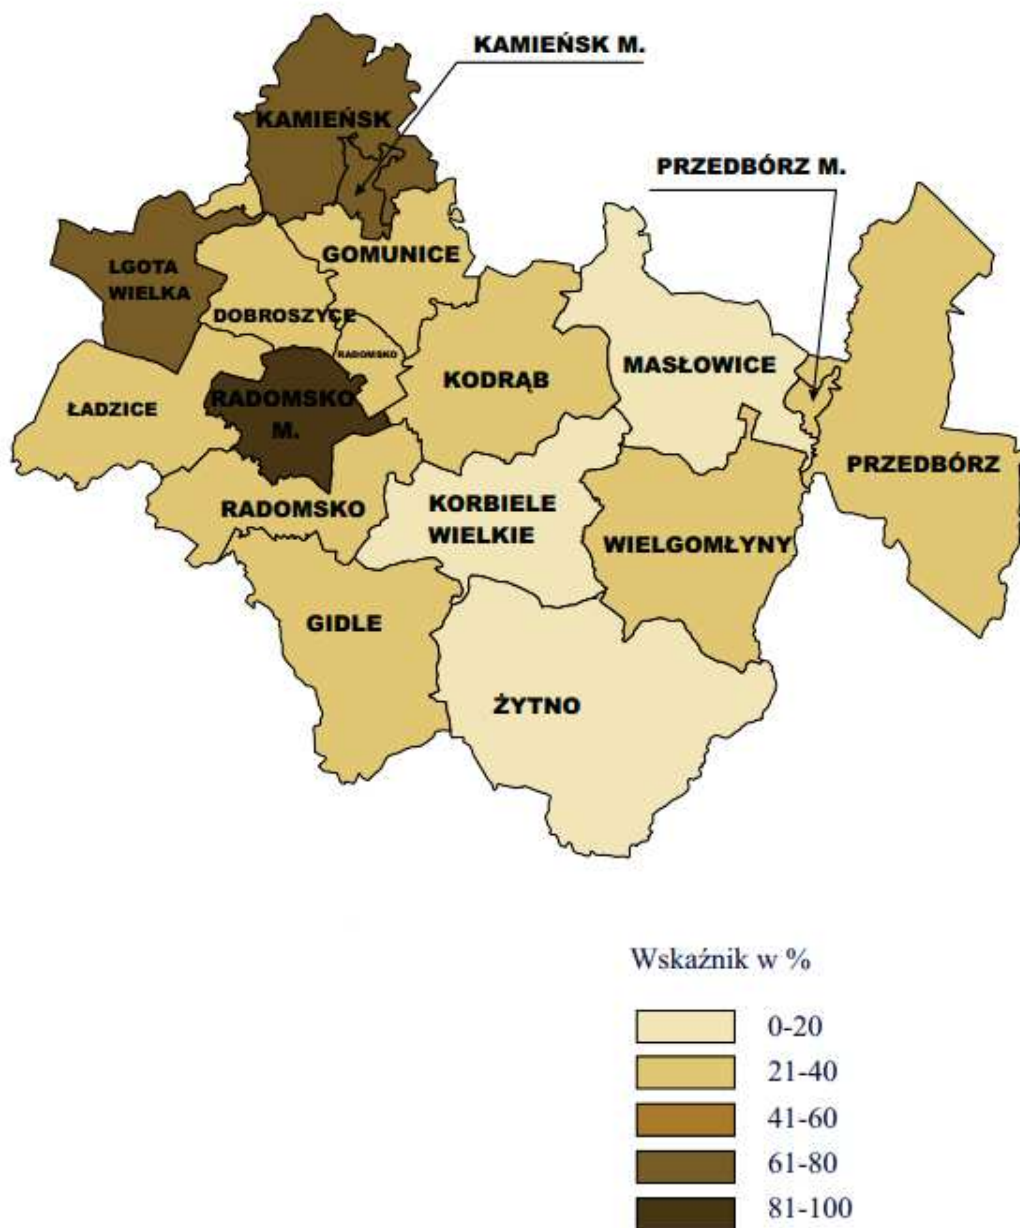 KAMIEŃSK M.
KAMIEŃSK
PRZEDBÓRZ M.
GOMUNICE
LGOTA
WIELKA
DOBROSZYCE
RADOMSKO
MASŁOWICE
KODRĄB
RADOMSKO
M.
ŁADZICE
PRZEDBÓRZ
KORBIELE
WIELKIE
RADOMSKO
WIELGOMŁYNY
GIDLE
ŻYTNO
Wskaźnik w %
0-20
21-40
41-60
61-80
81-100